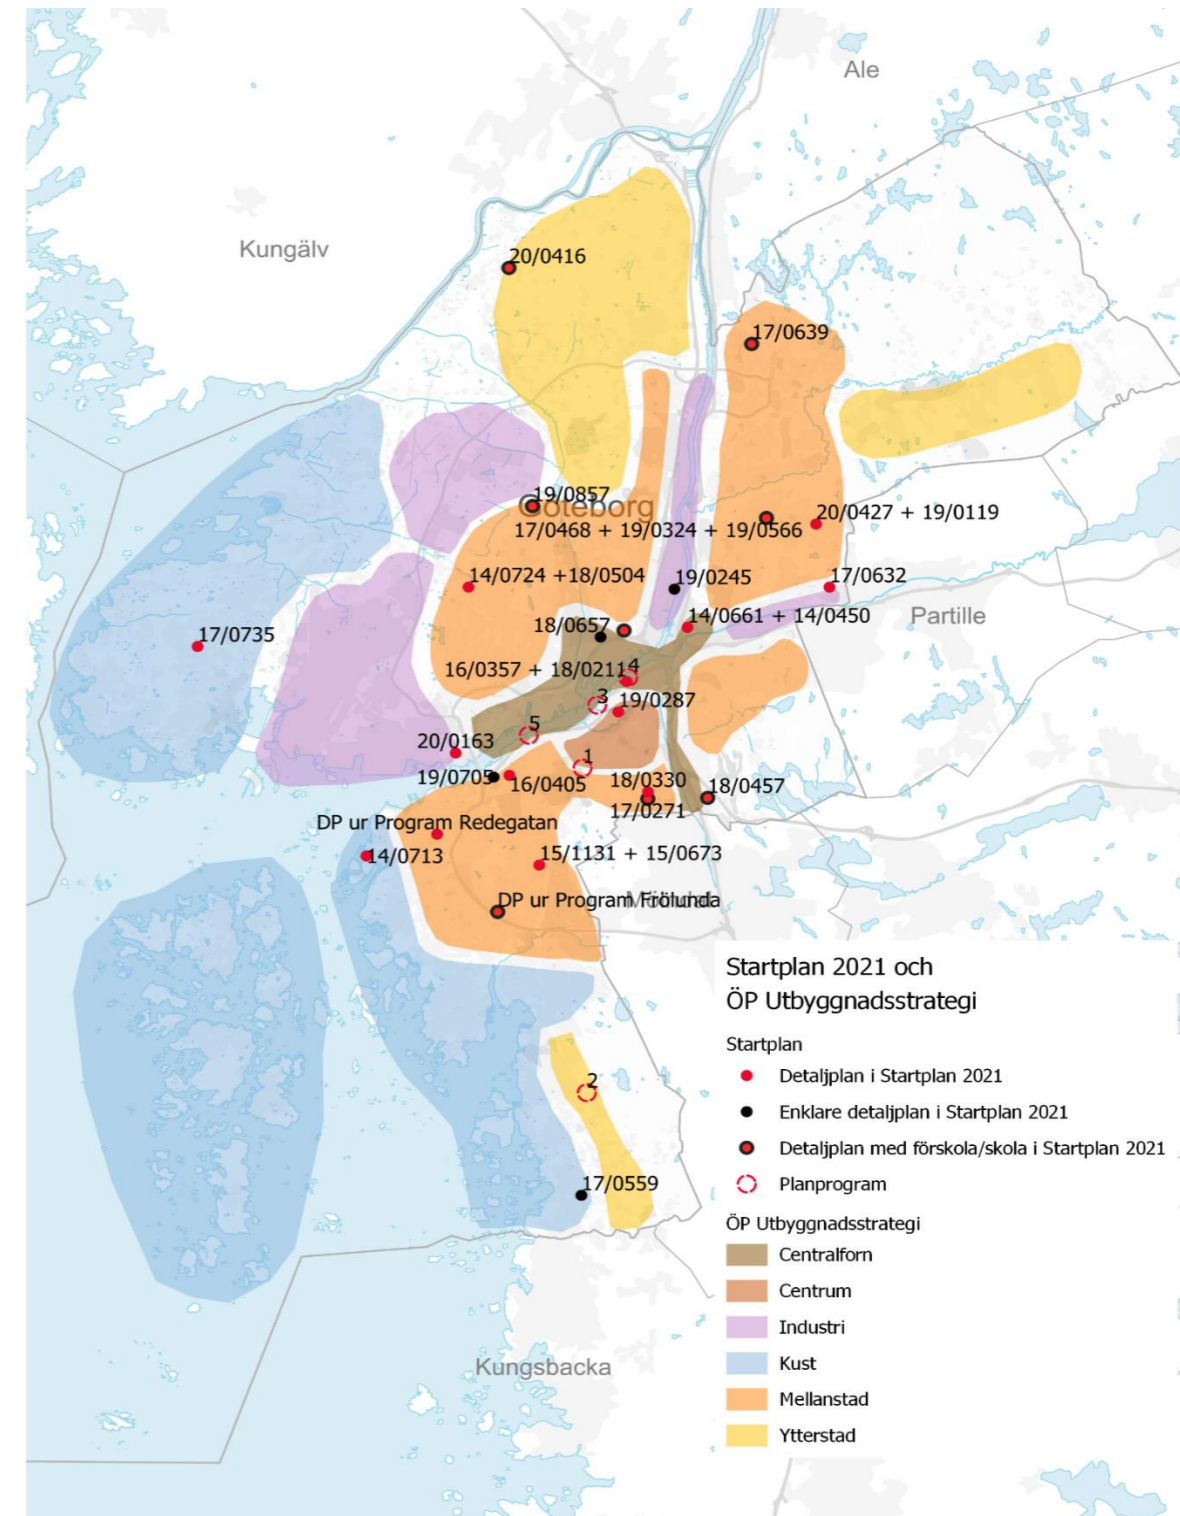 Ale
Kungälv
20/0416
17/0639
19/0857
Göteborg
17/0468 + 19/0324 + 19/0566
20/0427 + 19/0119
14/0724 +18/0504
19/0245
17/0632
Partille
14/0661 + 14/0450
18/0657
17/0735
16/0357 + 18/0211
4
3
19/0287
5
20/0163
1
19/0705
16/0405
18/0330
18/0457
17/0271
DP ur Program Redegatan
14/0713
15/1131 + 15/0673
DP ur Program Frölunda
Mölndal
2
17/0559
Kungsbacka
Startplan 2021 och
ÖP Utbyggnadsstrategi
Startplan
Detaljplan i Startplan 2021
Enklare detaljplan i Startplan 2021
Detaljplan med förskola/skola i Startplan 2021
Planprogram
ÖP Utbyggnadsstrategi
Centralforn
Centrum
Industri
Kust
Mellanstad
Ytterstad